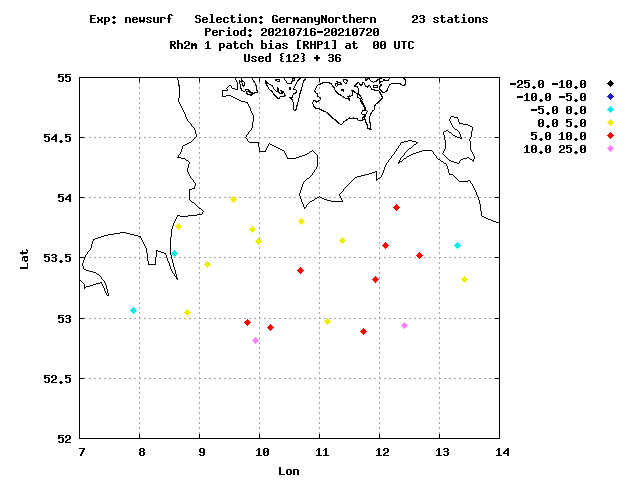 Exp: newsurf Selection: GermanyNorthern 23 stations
Period: 20210716-20210720
Rh2m 1 patch bias [RHP1] at 00 UTC
Used {12} + 36
-25.0 -10.0
-10.0 -5.0
-5.0 0.0
0.0 5.0
5.0 10.0
10.0 25.0
55
54.5
54
53.5
53
52.5
52
Lat
7 8 9 10 11 12 13 14
Lon